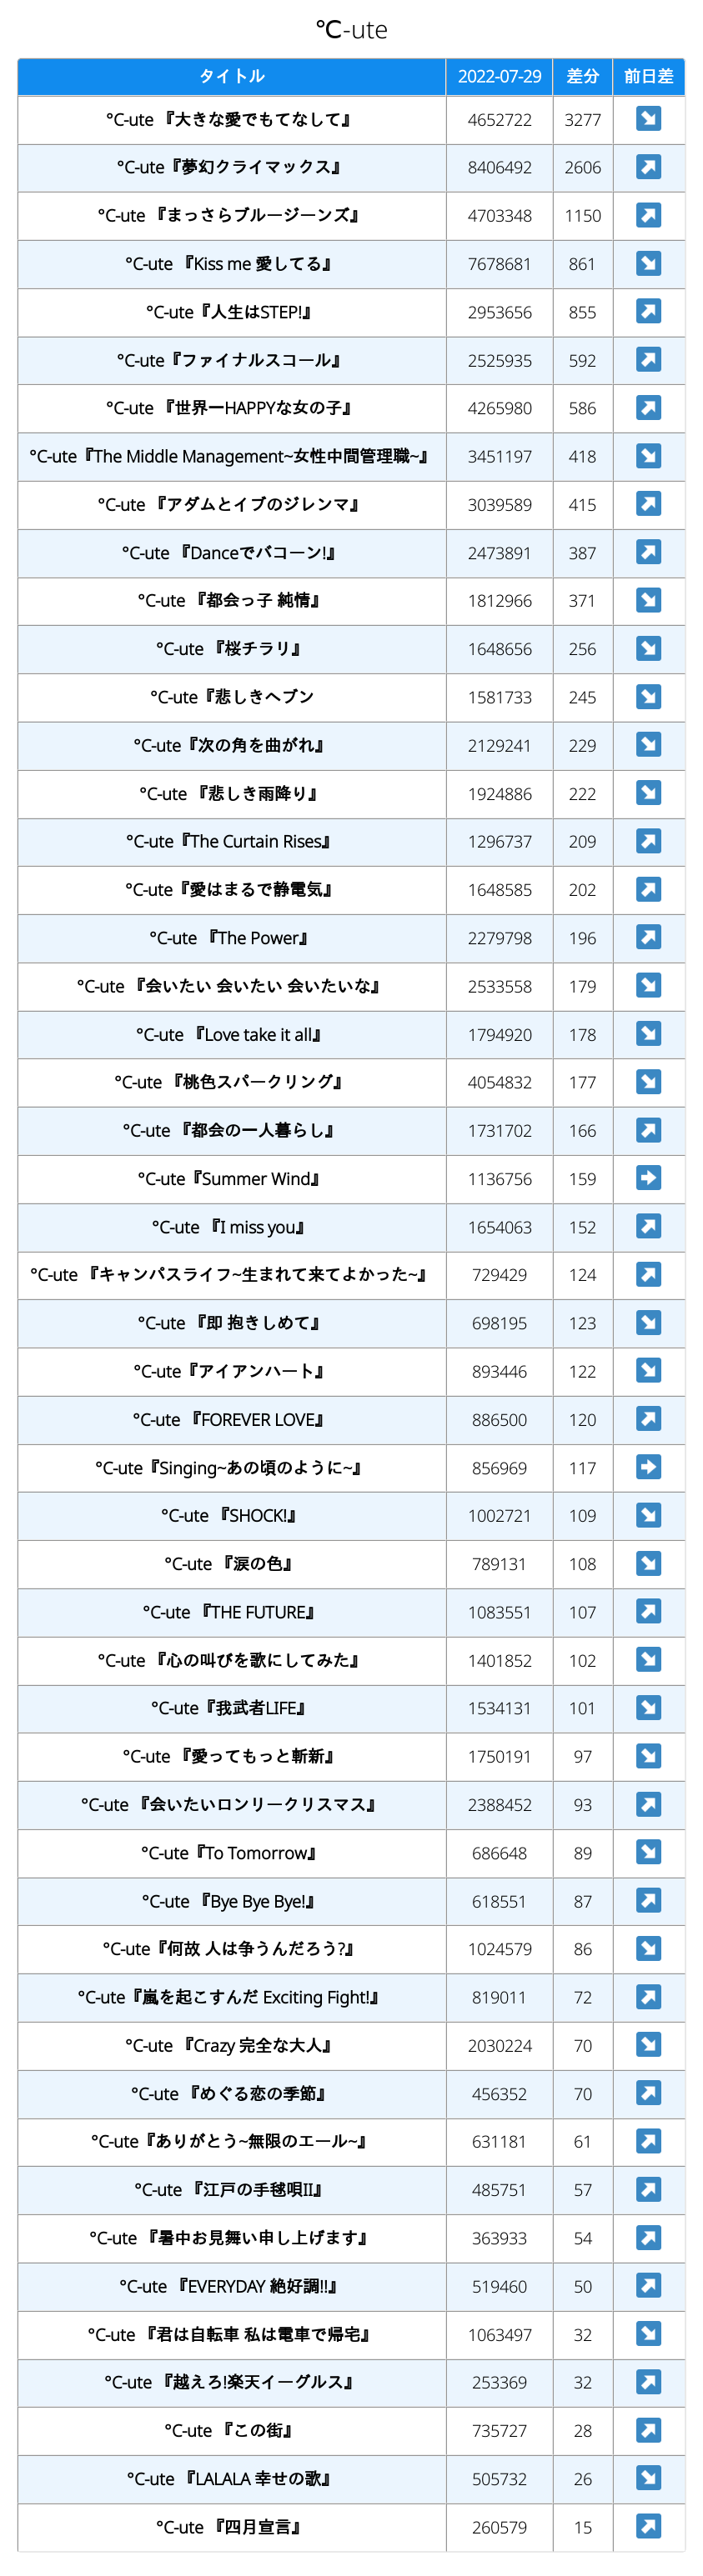 ℃-ute
タイトル 2022-07-29 差分 前日差
℃-ute 『大きな愛でもてなして』 4652722 3277 ↘
℃-ute『夢幻クライマックス』 8406492 2606 ↗
℃-ute 『まっさらブルージーンズ』 4703348 1150 ↗
℃-ute 『Kiss me 愛してる』 7678681 861 ↘
℃-ute『人生はSTEP!』 2953656 855 ↗
℃-ute『ファイナルスコール』 2525935 592 ↗
℃-ute 『世界一HAPPYな女の子』 4265980 586 ↗
℃-ute『The Middle Management~女性中間管理職~』 3451197 418 ↘
℃-ute 『アダムとイブのジレンマ』 3039589 415 ↗
℃-ute 『Danceでバコーン!』 2473891 387 ↗
℃-ute 『都会っ子 純情』 1812966 371 ↘
℃-ute 『桜チラリ』 1648656 256 ↘
℃-ute『悲しきヘブン 1581733 245 ↘
℃-ute『次の角を曲がれ』 2129241 229 ↘
℃-ute 『悲しき雨降り』 1924886 222 ↘
℃-ute『The Curtain Rises』 1296737 209 ↗
℃-ute『愛はまるで静電気』 1648585 202 ↗
℃-ute 『The Power』 2279798 196 ↗
℃-ute 『会いたい 会いたい 会いたいな』 2533558 179 ↘
℃-ute 『Love take it all』 1794920 178 ↘
℃-ute 『桃色スパークリング』 4054832 177 ↘
℃-ute 『都会の一人暮らし』 1731702 166 ↗
℃-ute『Summer Wind』 1136756 159 ➡
℃-ute 『I miss you』 1654063 152 ↗
℃-ute 『キャンパスライフ~生まれて来てよかった~』 729429 124 ↗
℃-ute 『即 抱きしめて』 698195 123 ↘
℃-ute『アイアンハート』 893446 122 ↘
℃-ute 『FOREVER LOVE』 886500 120 ↗
℃-ute『Singing~あの頃のように~』 856969 117 ➡
℃-ute 『SHOCK!』 1002721 109 ↘
℃-ute 『涙の色』 789131 108 ↘
℃-ute 『THE FUTURE』 1083551 107 ↗
℃-ute 『心の叫びを歌にしてみた』 1401852 102 ↘
℃-ute『我武者LIFE』 1534131 101 ↘
℃-ute 『愛ってもっと斬新』 1750191 97 ↘
℃-ute 『会いたいロンリークリスマス』 2388452 93 ↗
℃-ute『To Tomorrow』 686648 89 ↘
℃-ute 『Bye Bye Bye!』 618551 87 ↗
℃-ute『何故 人は争うんだろう?』 1024579 86 ↘
℃-ute『嵐を起こすんだ Exciting Fight!』 819011 72 ↗
℃-ute 『Crazy 完全な大人』 2030224 70 ↘
℃-ute 『めぐる恋の季節』 456352 70 ↗
℃-ute『ありがとう~無限のエール~』 631181 61 ↗
℃-ute 『江戸の手毬唄II』 485751 57 ↗
℃-ute 『暑中お見舞い申し上げます』 363933 54 ↗
℃-ute 『EVERYDAY 絶好調!!』 519460 50 ↗
℃-ute 『君は自転車 私は電車で帰宅』 1063497 32 ↘
℃-ute 『越えろ!楽天イーグルス』 253369 32 ↗
℃-ute 『この街』 735727 28 ↗
℃-ute 『LALALA 幸せの歌』 505732 26 ↘
℃-ute 『四月宣言』 260579 15 ↗